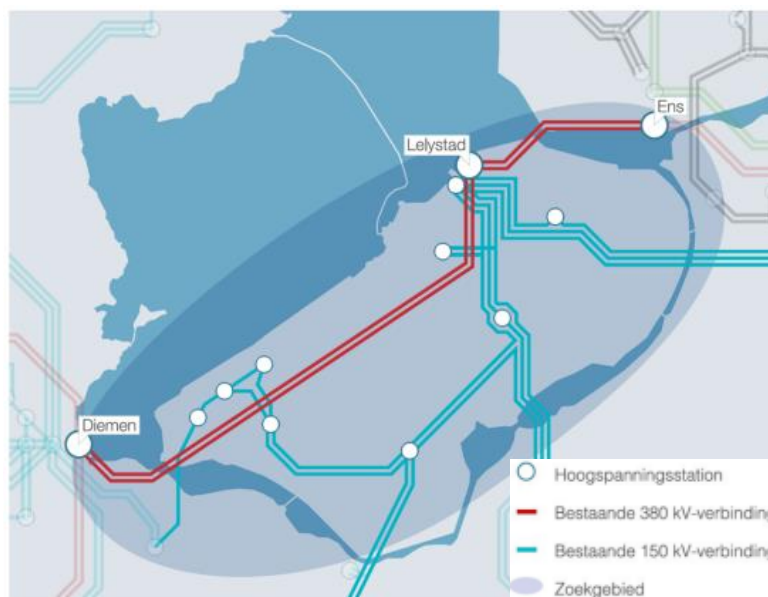 Ens
Lelystad
Diemen
Hoogspanningsstation
Bestaande 380 kV-verbinding
Bestaande 150 kV-verbinding
Zoekgebied